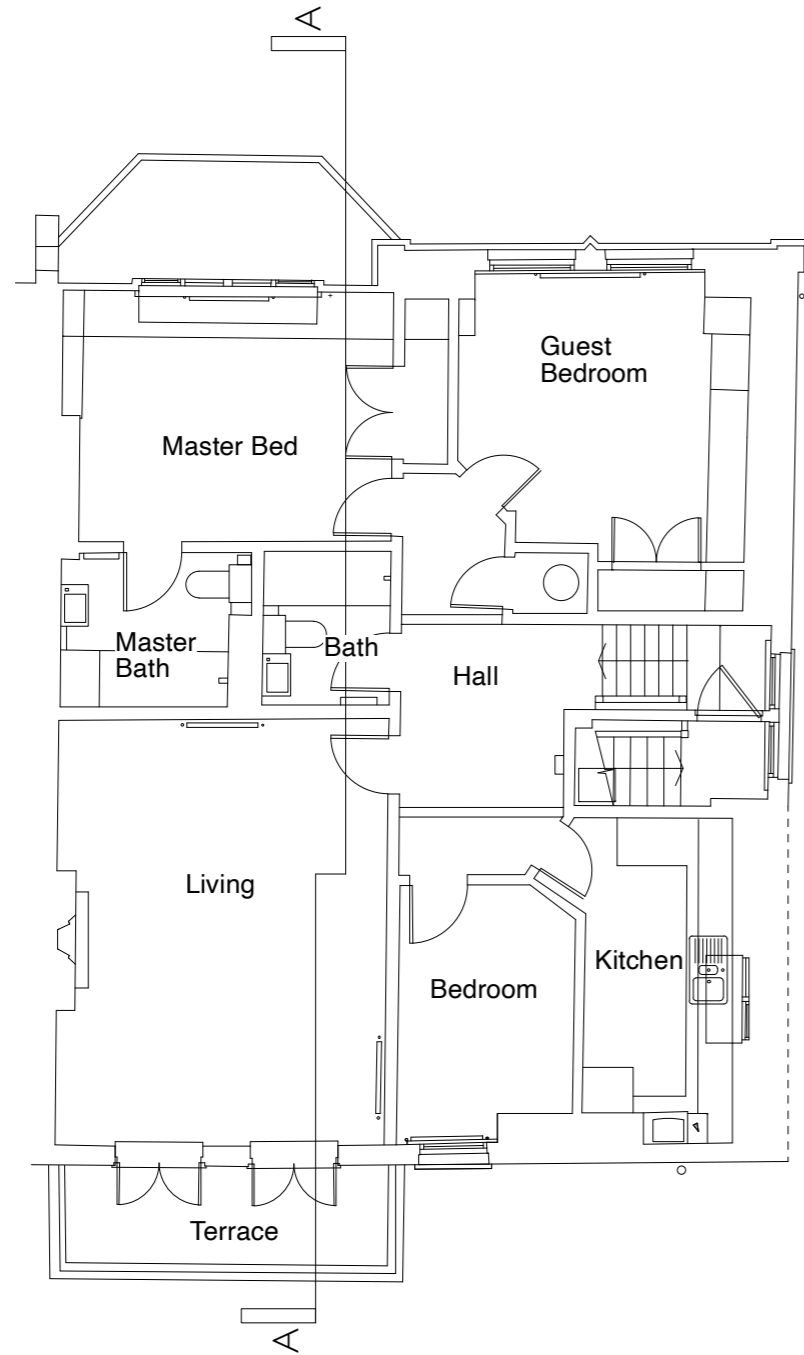 A
Guest
Bedroom
Master Bed
Master
Bath
Bath
Hall
Living
Kitchen
Bedroom
Terrace
A